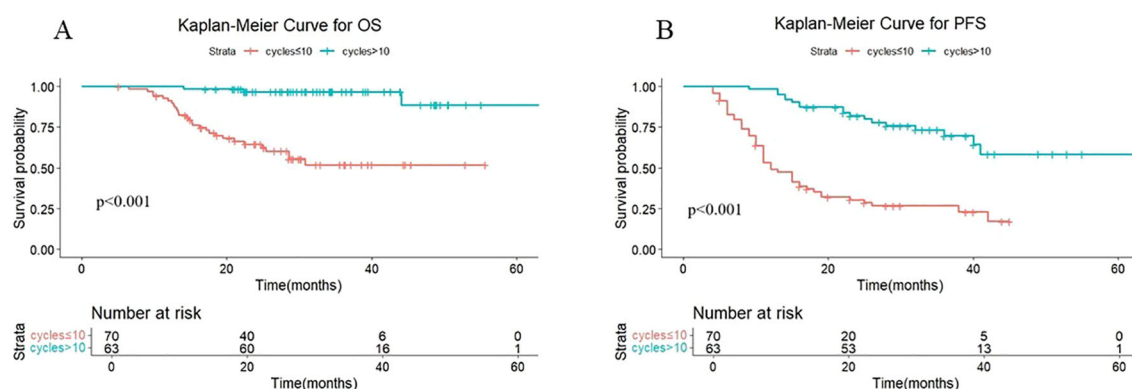 A
Kaplan-Meier Curve for OS
Strata cycles≤10 cycles>10
Survival probability
1.00
0.75
0.50
0.25
0.00
p<0.001
0 20 40 60
Time(months)
Number at risk
Strata
cycles≤10 70 40 6 0
cycles>10 63 60 16 1
0 20 40 60
Time(months)
B
Kaplan-Meier Curve for PFS
Strata cycles≤10 cycles>10
Survival probability
1.00
0.75
0.50
0.25
0.00
p<0.001
0 20 40 60
Time(months)
Number at risk
Strata
cycles≤10 70 20 5 0
cycles>10 63 53 13 1
0 20 40 60
Time(months)